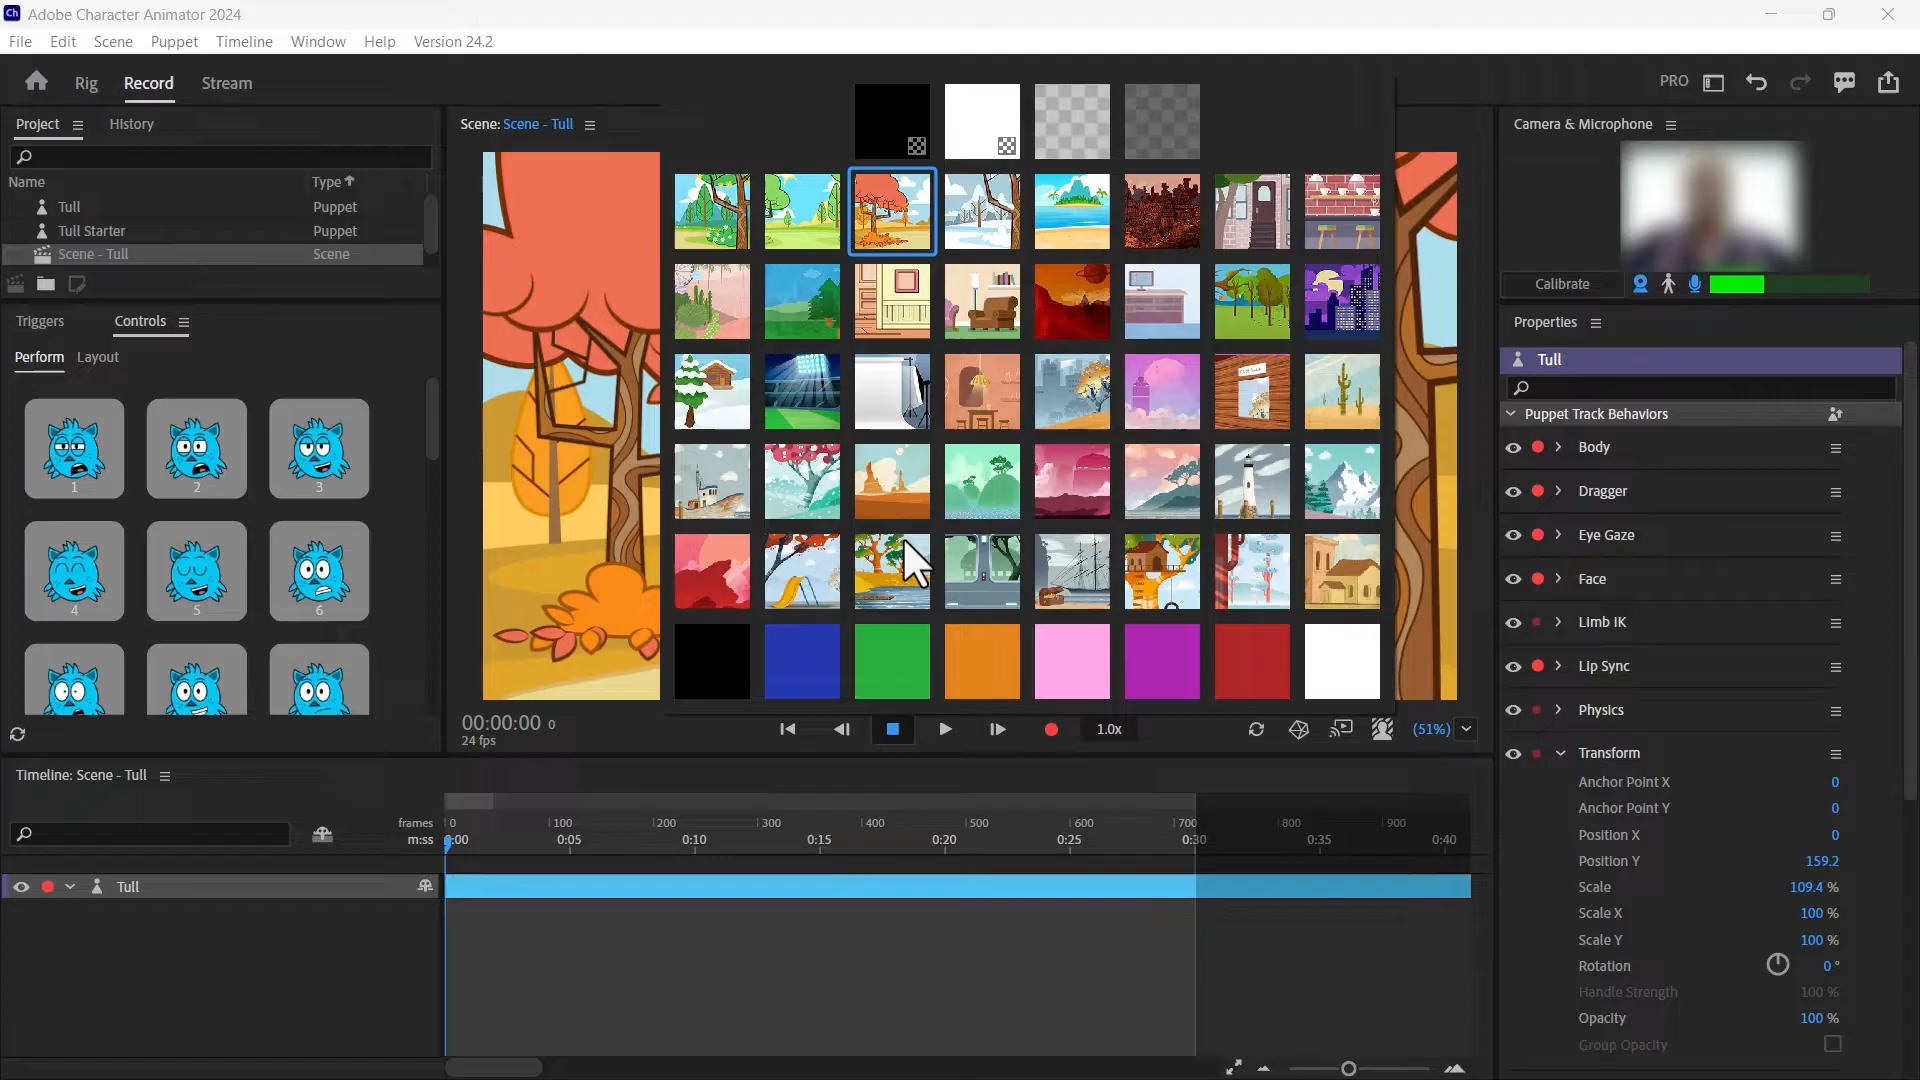 Ch Adobe Character Animator 2024
File Edit Scene Puppet Timeline Window Help Version 24.2
Rig Record Stream PRO
Project History
Name Type
Tull Puppet
Tull Starter Puppet
Scene - Tull Scene
Triggers Controls
Perform Layout
1 2 3
4 5 6
Scene: Scene - Tull
00:00:00 0
24 fps
1.0x
(51%)
Camera & Microphone
Calibrate
Properties
Tull
Puppet Track Behaviors
Body
Dragger
Eye Gaze
Face
Limb IK
Lip Sync
Physics
Transform
Anchor Point X 0
Anchor Point Y 0
Position X 0
Position Y 159.2
Scale 109.4 %
Scale X 100 %
Scale Y 100 %
Rotation 0 °
Handle Strength 100 %
Opacity 100 %
Group Opacity
Timeline: Scene - Tull
frames 0 100 200 300 400 500 600 700 800 900
m:ss 0:00 0:05 0:10 0:15 0:20 0:25 0:30 0:35 0:40
Tull